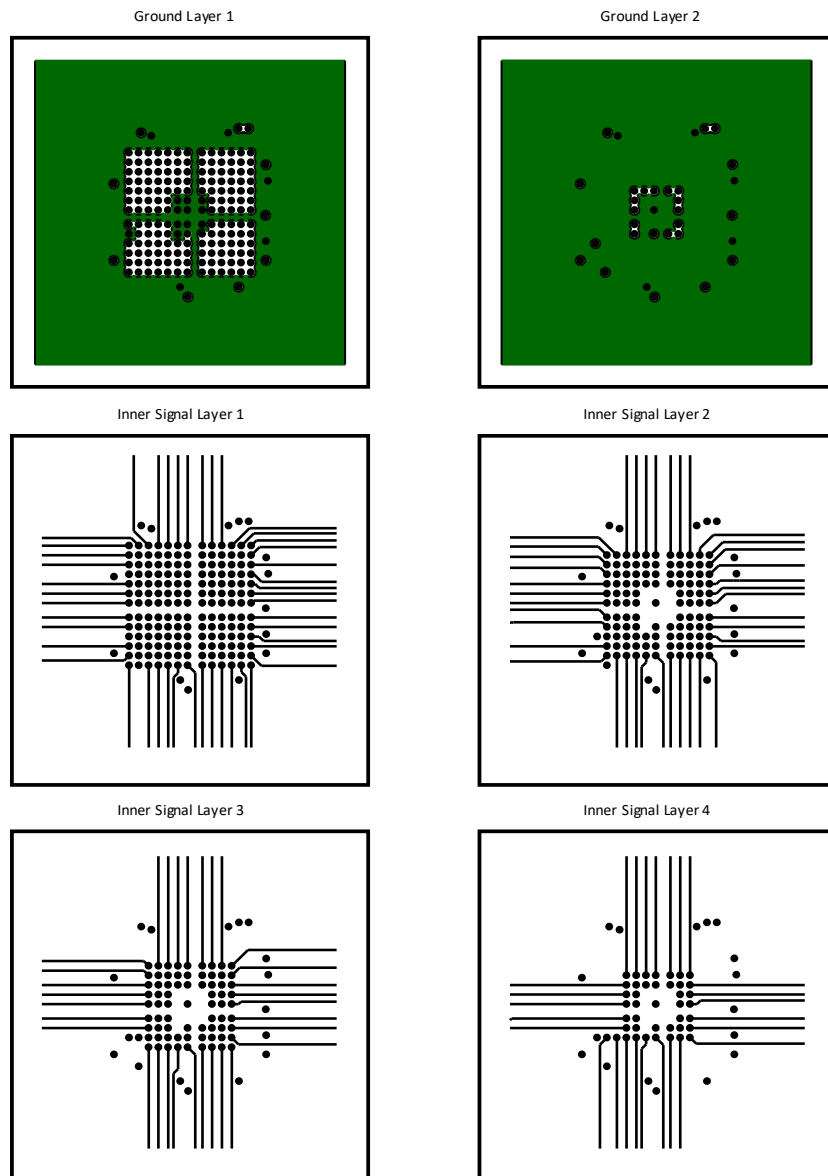 Ground Layer 1
Ground Layer 2
Inner Signal Layer 1
Inner Signal Layer 2
Inner Signal Layer 3
Inner Signal Layer 4